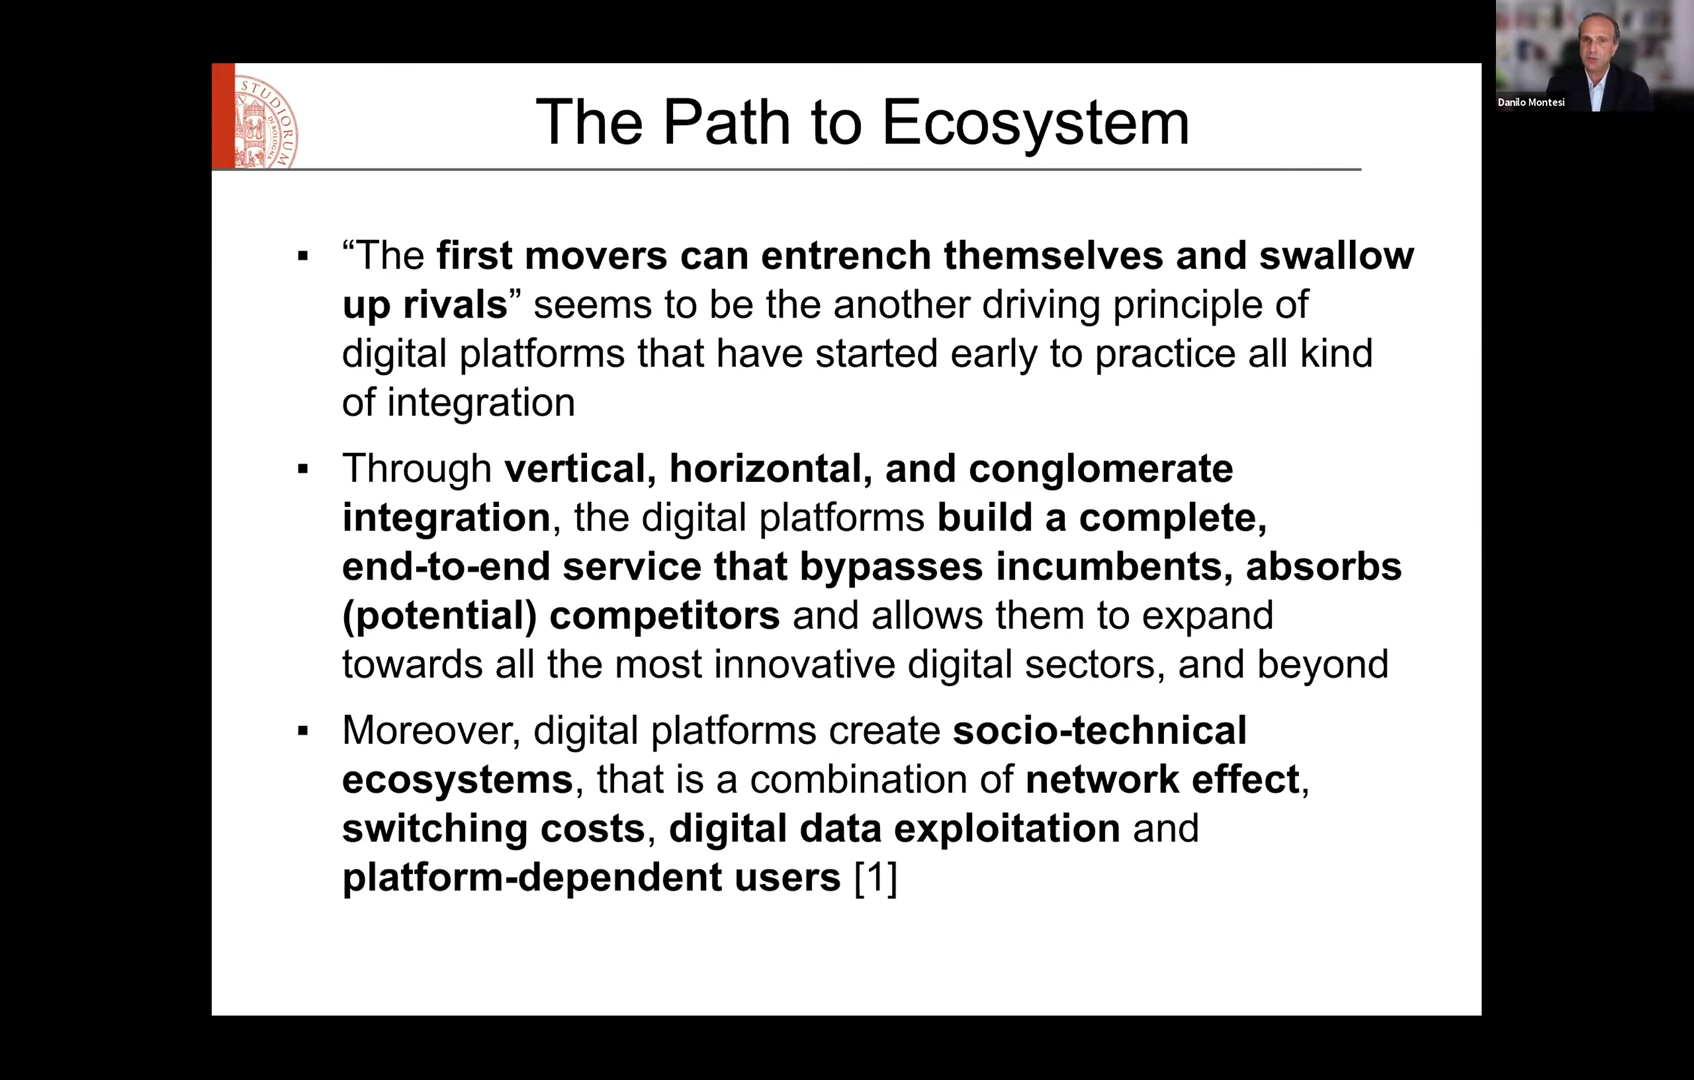 The Path to Ecosystem
Danilo Montesi
STUDIORUM
▪ “The first movers can entrench themselves and swallow
up rivals” seems to be the another driving principle of
digital platforms that have started early to practice all kind
of integration
▪ Through vertical, horizontal, and conglomerate
integration, the digital platforms build a complete,
end-to-end service that bypasses incumbents, absorbs
(potential) competitors and allows them to expand
towards all the most innovative digital sectors, and beyond
▪ Moreover, digital platforms create socio-technical
ecosystems, that is a combination of network effect,
switching costs, digital data exploitation and
platform-dependent users [1]